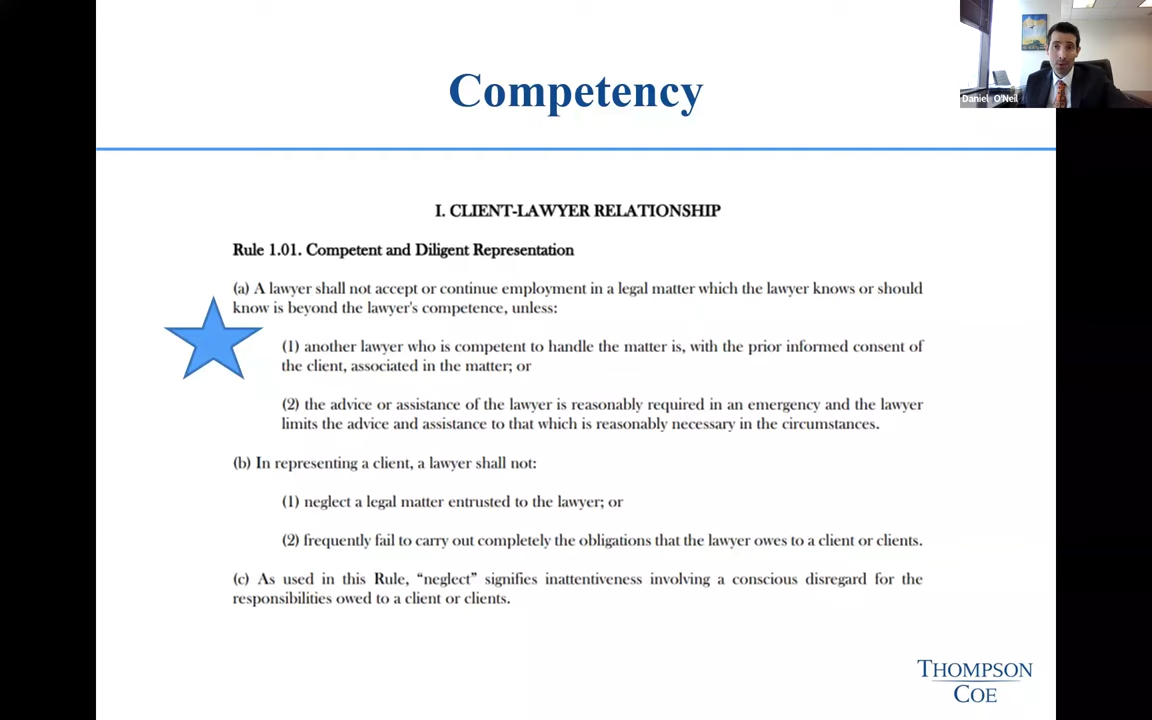 Competency
Daniel O'Neil
I. CLIENT-LAWYER RELATIONSHIP
Rule 1.01. Competent and Diligent Representation
(a) A lawyer shall not accept or continue employment in a legal matter which the lawyer knows or should
know is beyond the lawyer's competence, unless:
(1) another lawyer who is competent to handle the matter is, with the prior informed consent of
the client, associated in the matter; or
(2) the advice or assistance of the lawyer is reasonably required in an emergency and the lawyer
limits the advice and assistance to that which is reasonably necessary in the circumstances.
(b) In representing a client, a lawyer shall not:
(1) neglect a legal matter entrusted to the lawyer; or
(2) frequently fail to carry out completely the obligations that the lawyer owes to a client or clients.
(c) As used in this Rule, “neglect” signifies inattentiveness involving a conscious disregard for the
responsibilities owed to a client or clients.
THOMPSON
COE